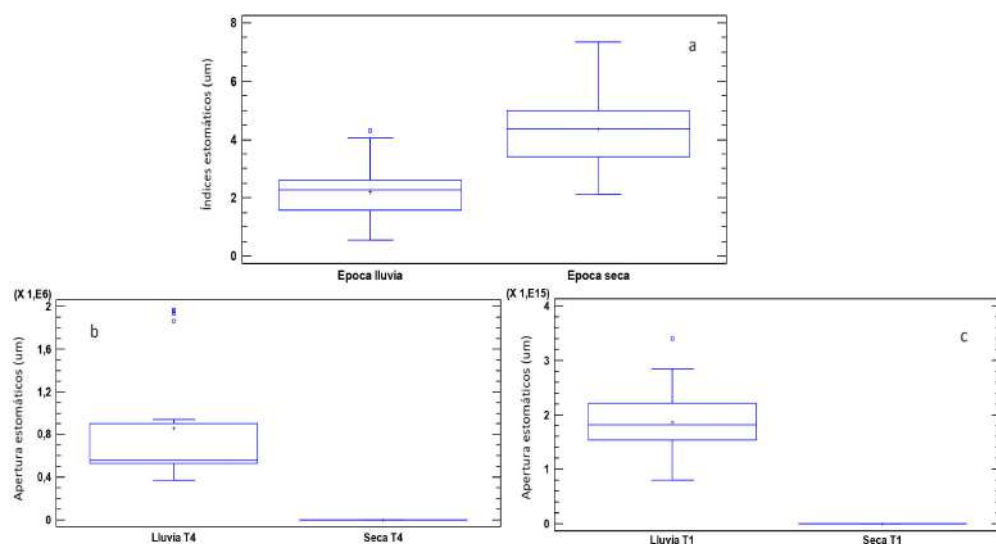 8
6
4
2
0
Índices estomáticos (um)
a
Epoca lluvia
Epoca seca
(X 1,E6)
2
1,6
1,2
0,8
0,4
0
Apertura estomáticos (um)
b
Lluvia T4
Seca T4
(X 1,E15)
4
3
2
1
0
Apertura estomáticos (um)
c
Lluvia T1
Seca T1